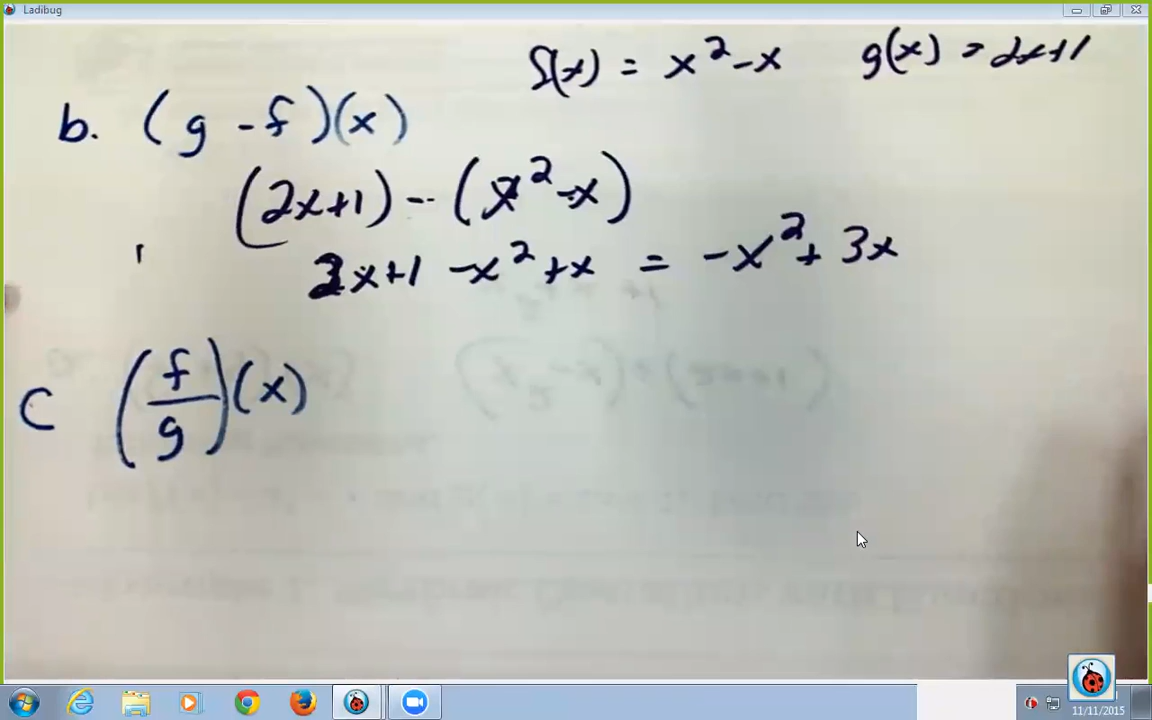 Ladibug
f(x) = x² - x g(x) = 2x+1
b. (g - f)(x)
(2x+1) - (x² - x)
2x+1 - x² + x = -x² + 3x
C (f/g)(x)
11/11/2015